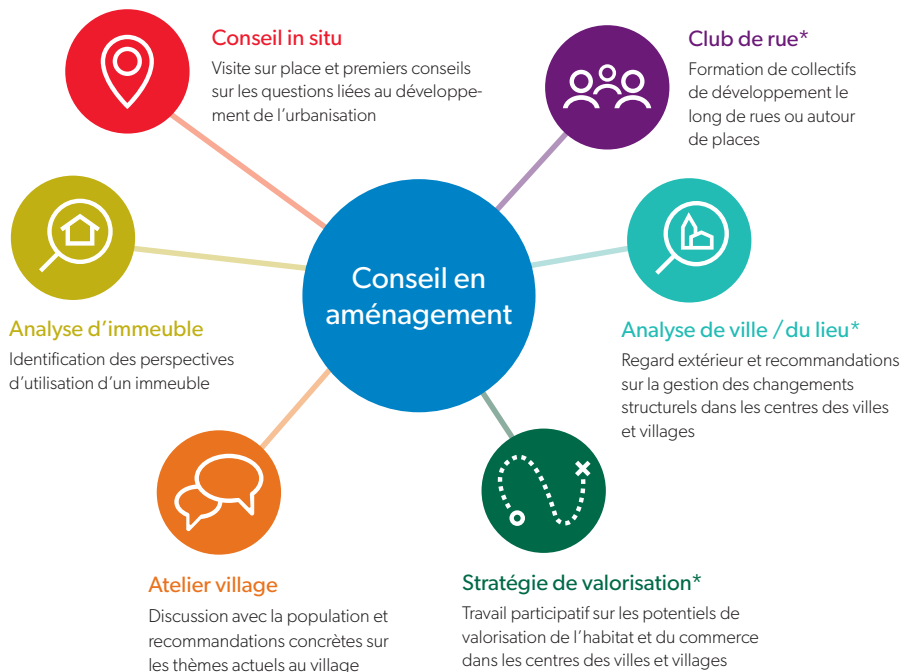 Conseil in situ
Visite sur place et premiers conseils
sur les questions liées au développe-
ment de l'urbanisation
Club de rue*
Formation de collectifs
de développement le
long de rues ou autour
de places
Conseil en
aménagement
Analyse d'immeuble
Identification des perspectives
d'utilisation d'un immeuble
Analyse de ville / du lieu*
Regard extérieur et recommandations
sur la gestion des changements
structurels dans les centres des villes
et villages
Atelier village
Discussion avec la population et
recommandations concrètes sur
les thèmes actuels au village
Stratégie de valorisation*
Travail participatif sur les potentiels de
valorisation de l'habitat et du commerce
dans les centres des villes et villages